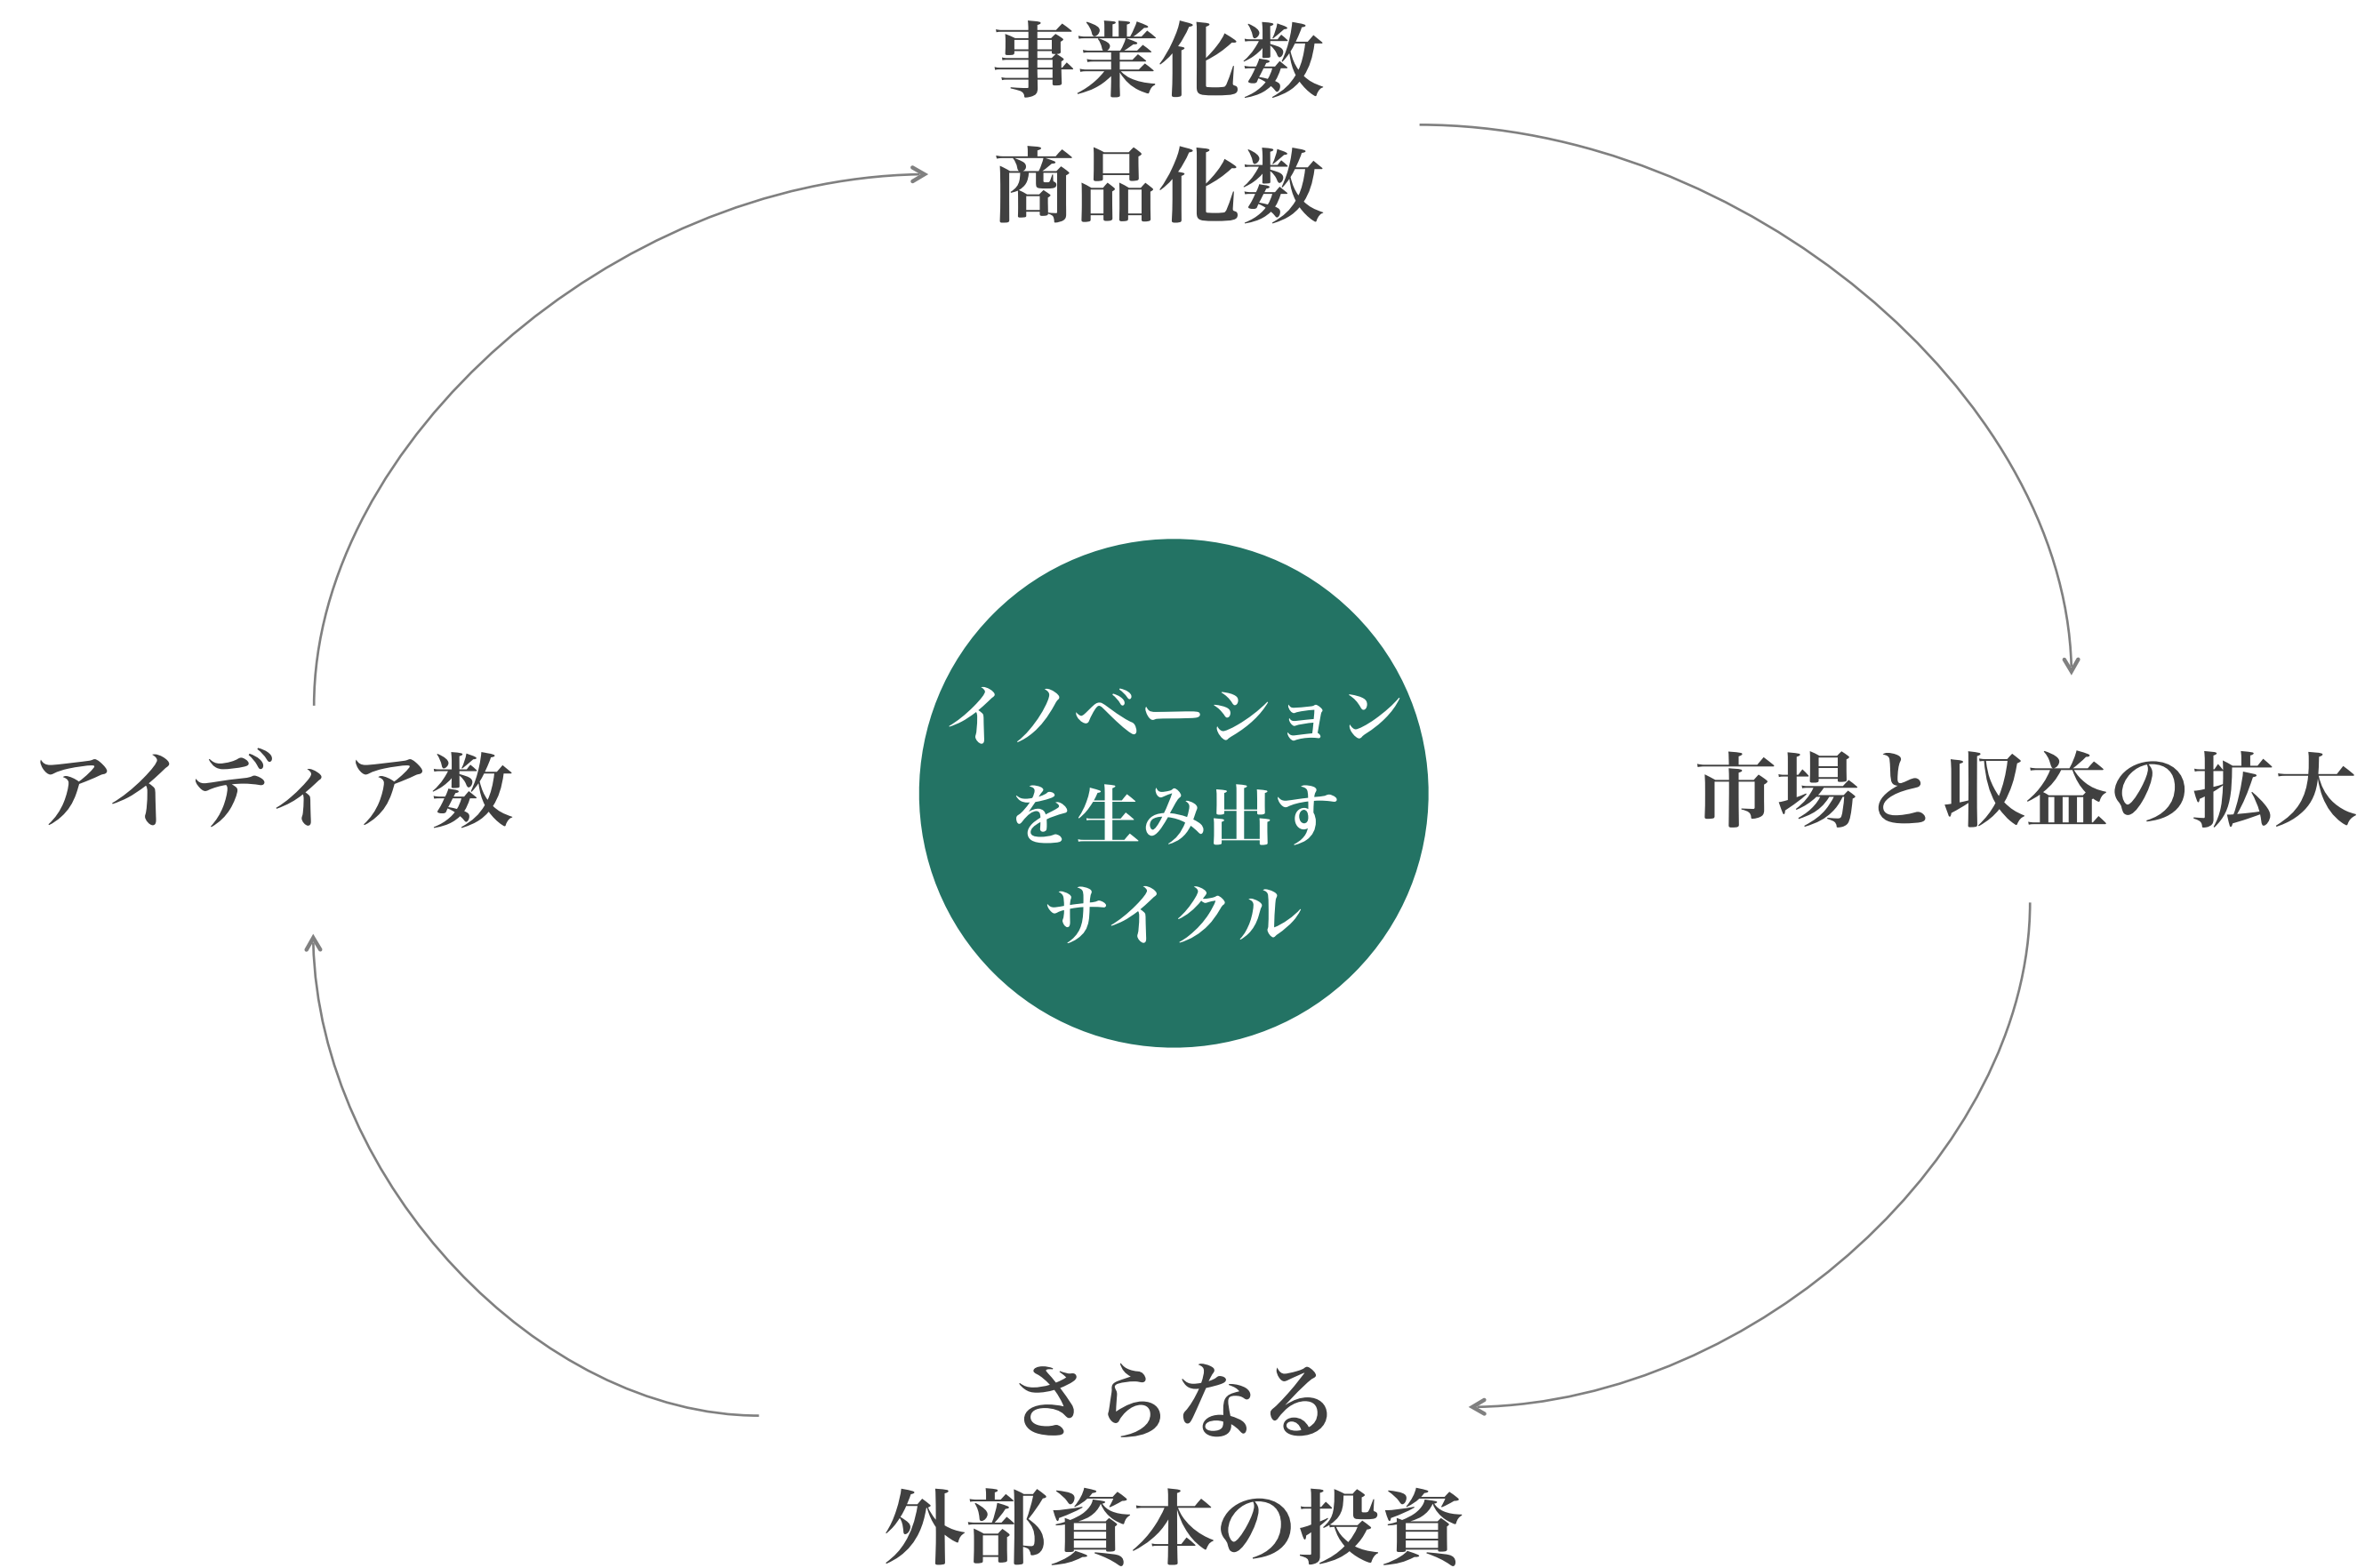 事業化数
商品化数
イノベーション
を生み出す
サイクル
アイディア数
市場と収益の拡大
さらなる
外部資本の投資